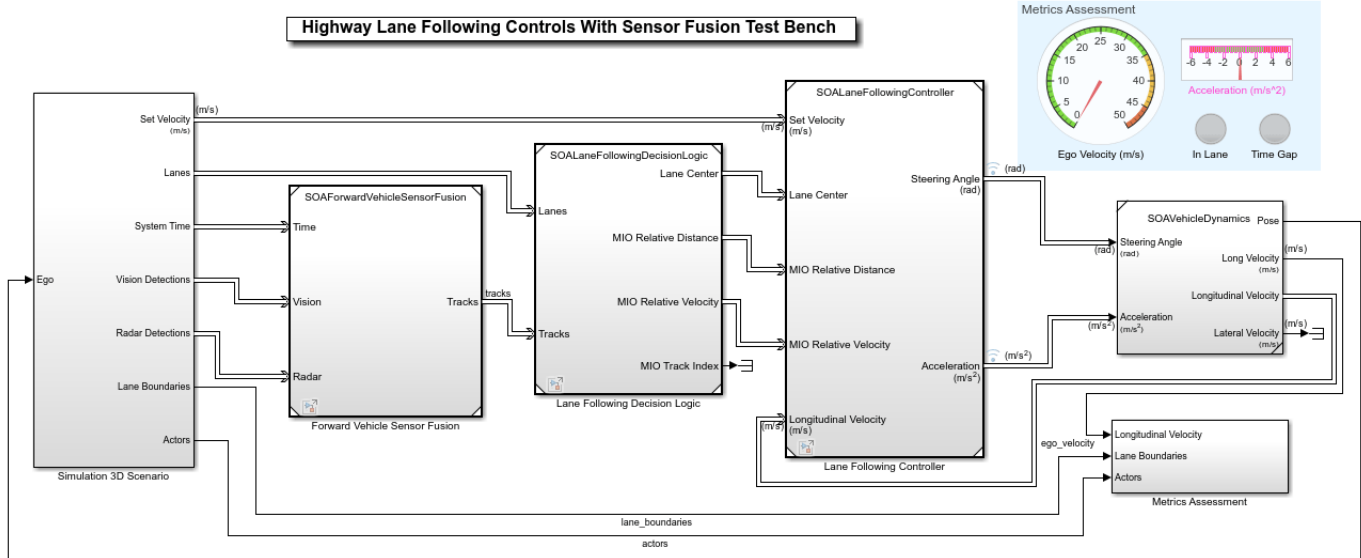 Highway Lane Following Controls With Sensor Fusion Test Bench
Metrics Assessment
0
5
10
15
20
25
30
35
40
45
50
Ego Velocity (m/s)
-6 -4 -2 0 2 4 6
Acceleration (m/s^2)
In Lane
Time Gap
Ego
Set Velocity
(m/s)
Lanes
System Time
Vision Detections
Radar Detections
Lane Boundaries
Actors
Simulation 3D Scenario
(m/s)
SOAForwardVehicleSensorFusion
Time
Vision
Radar
Tracks
Forward Vehicle Sensor Fusion
tracks
SOALaneFollowingDecisionLogic
Lanes
Tracks
Lane Center
MIO Relative Distance
MIO Relative Velocity
MIO Track Index
Lane Following Decision Logic
(m/s)
SOALaneFollowingController
Set Velocity
(m/s)
Lane Center
MIO Relative Distance
MIO Relative Velocity
(m/s)
Longitudinal Velocity
(m/s)
Steering Angle
(rad)
Acceleration
(m/s²)
Lane Following Controller
(rad)
(m/s²)
(rad)
(m/s²)
SOAVehicleDynamics
Steering Angle
(rad)
Acceleration
(m/s²)
Pose
Long Velocity
(m/s)
Longitudinal Velocity
Lateral Velocity
(m/s)
(m/s)
(m/s)
ego_velocity
Longitudinal Velocity
Lane Boundaries
Actors
Metrics Assessment
lane_boundaries
actors